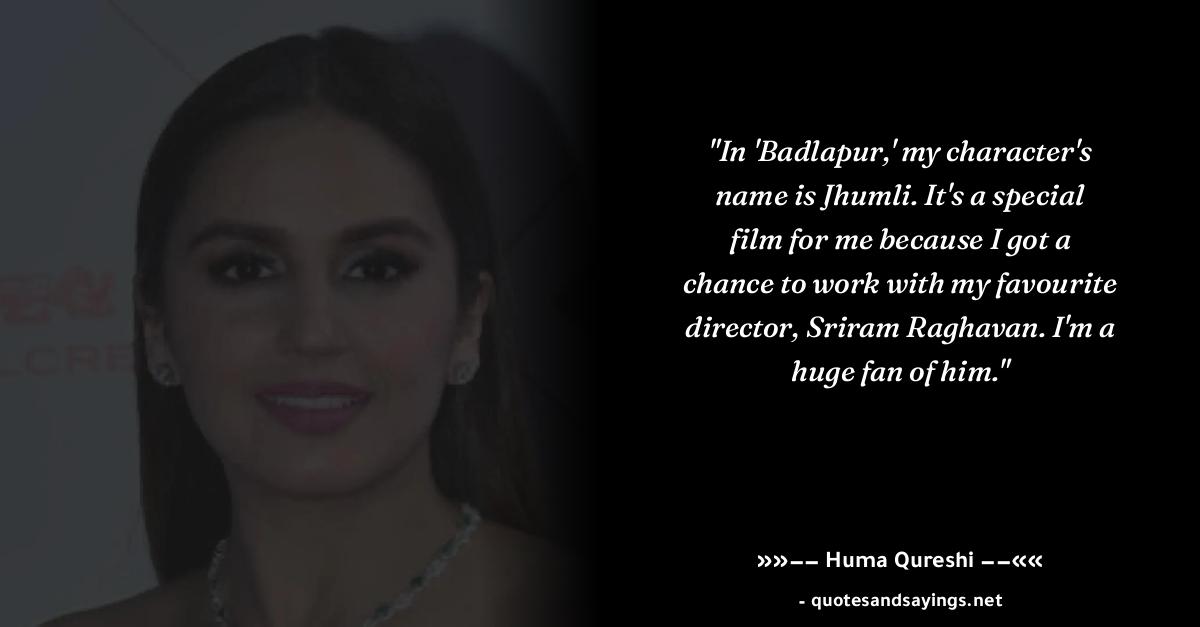 "In 'Badlapur,' my character's
name is Jhumli. It's a special
film for me because I got a
chance to work with my favourite
director, Sriram Raghavan. I'm a
huge fan of him."
»»−− Huma Qureshi −−««
- quotesandsayings.net
LCRE